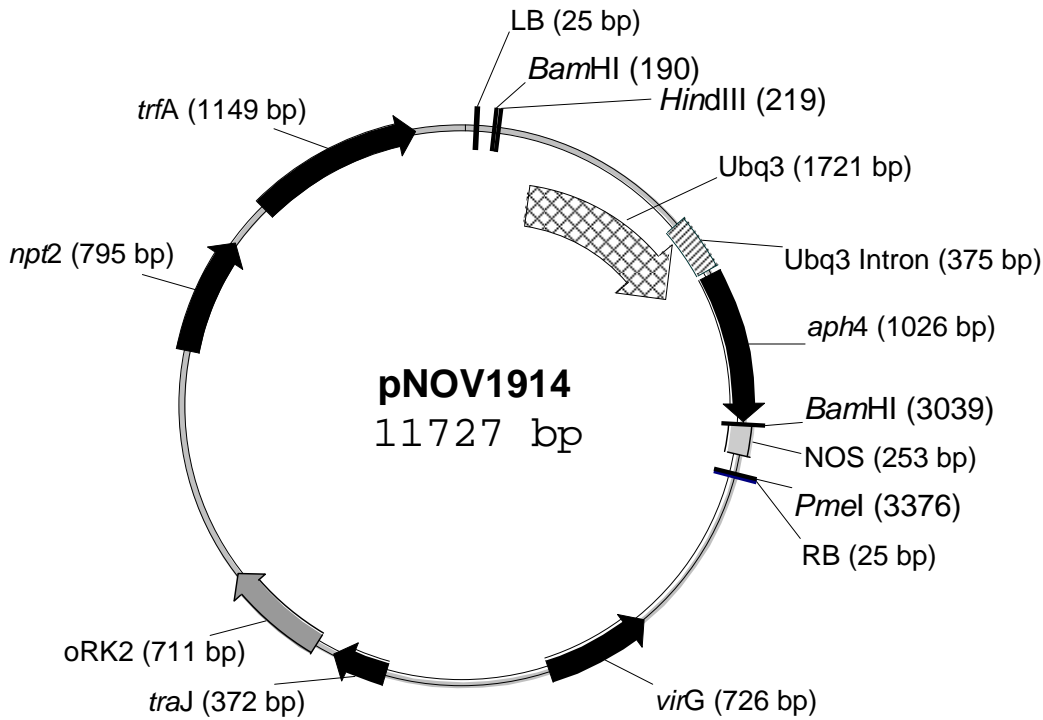 LB (25 bp)
BamHI (190)
HindIII (219)
trfA (1149 bp)
Ubq3 (1721 bp)
npt2 (795 bp)
Ubq3 Intron (375 bp)
aph4 (1026 bp)
pNOV1914
11727 bp
BamHI (3039)
NOS (253 bp)
PmeI (3376)
RB (25 bp)
oRK2 (711 bp)
traJ (372 bp)
virG (726 bp)